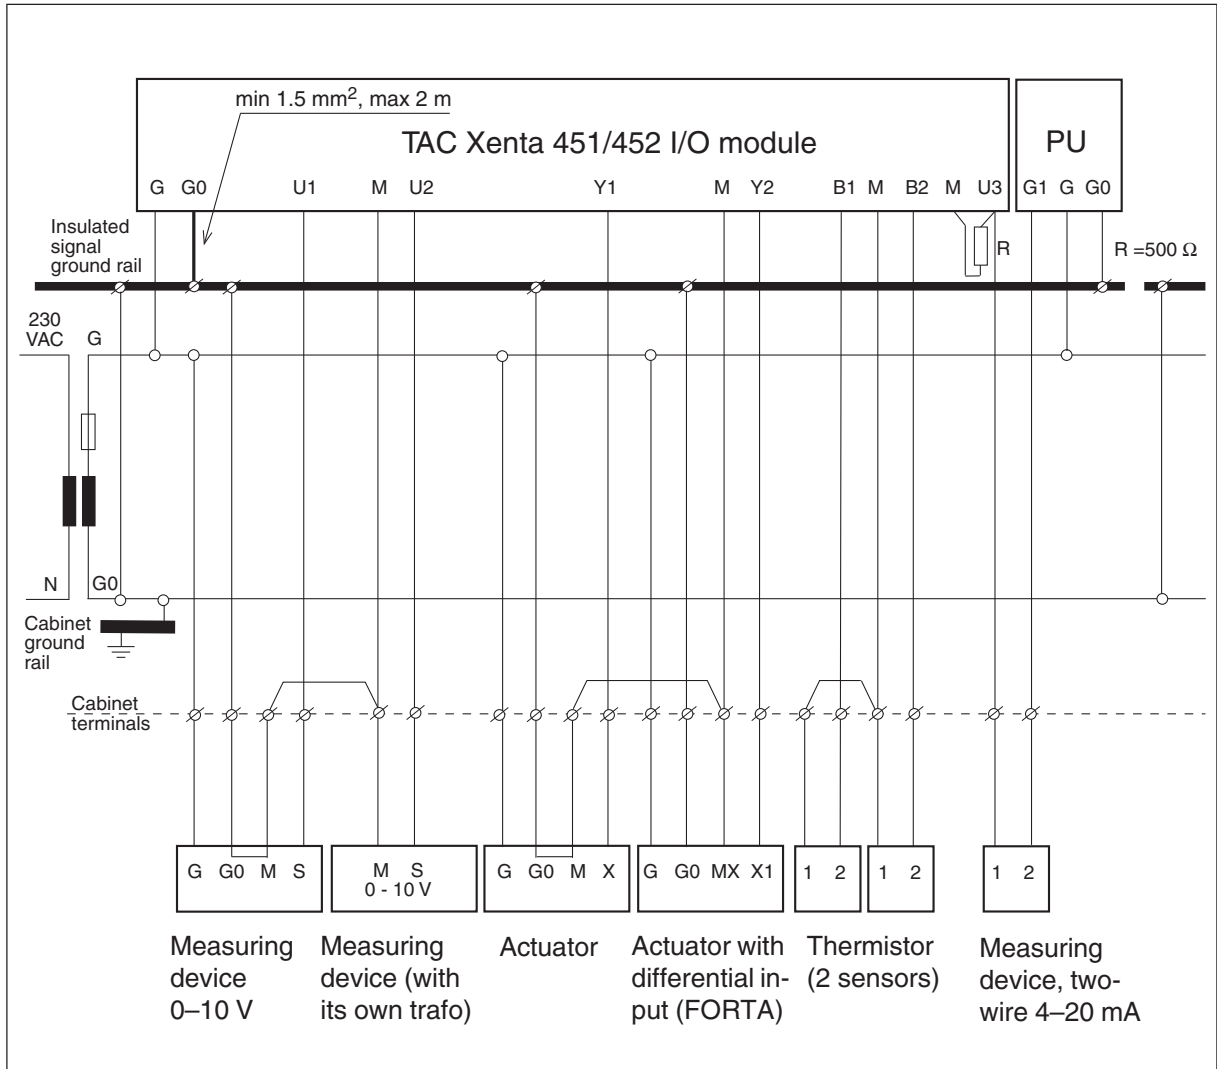 min 1.5 mm², max 2 m
TAC Xenta 451/452 I/O module
PU
G G0 U1 M U2 Y1 M Y2 B1 M B2 M U3 G1 G G0
Insulated
signal
ground rail
R
R =500 Ω
230
VAC
G
N
G0
Cabinet
ground
rail
Cabinet
terminals
G G0 M S
M S
0 - 10 V
G G0 M X
G G0 MX X1
1 2
1 2
1 2
Measuring
device
0–10 V
Measuring
device (with
its own trafo)
Actuator
Actuator with
differential in-
put (FORTA)
Thermistor
(2 sensors)
Measuring
device, two-
wire 4–20 mA